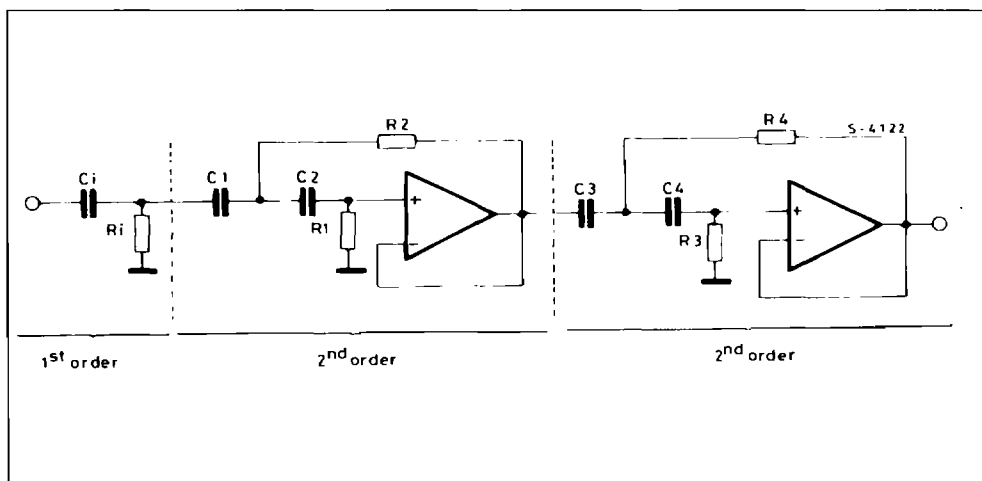 R2
R4
S-4122
Ci
C1
C2
C3
C4
+
+
Ri
R1
R3
−
−
1st order
2nd order
2nd order